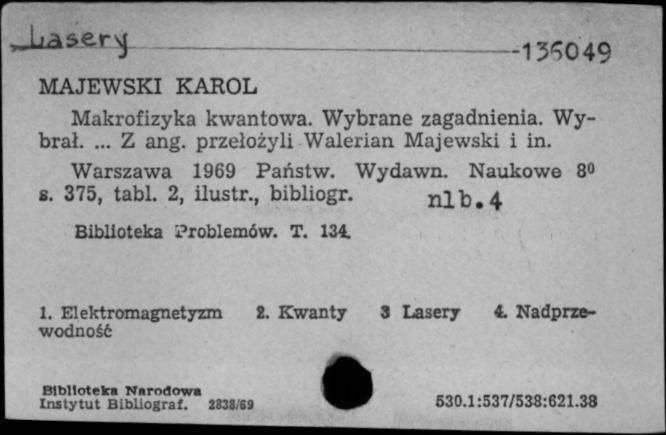 Lasery
136049
MAJEWSKI KAROL
Makrofizyka kwantowa. Wybrane zagadnienia. Wy-
brał. ... Z ang. przełożyli Walerian Majewski i in.
Warszawa 1969 Państw. Wydawn. Naukowe 8⁰
s. 375, tabl. 2, ilustr., bibliogr. nlb.4
Biblioteka Problemów. T. 134.
1. Elektromagnetyzm 2. Kwanty 3 Lasery 4. Nadprze-
wodność
Biblioteka Narodowa
Instytut Bibliograf. 2838/69 530.1:537/538:621.38